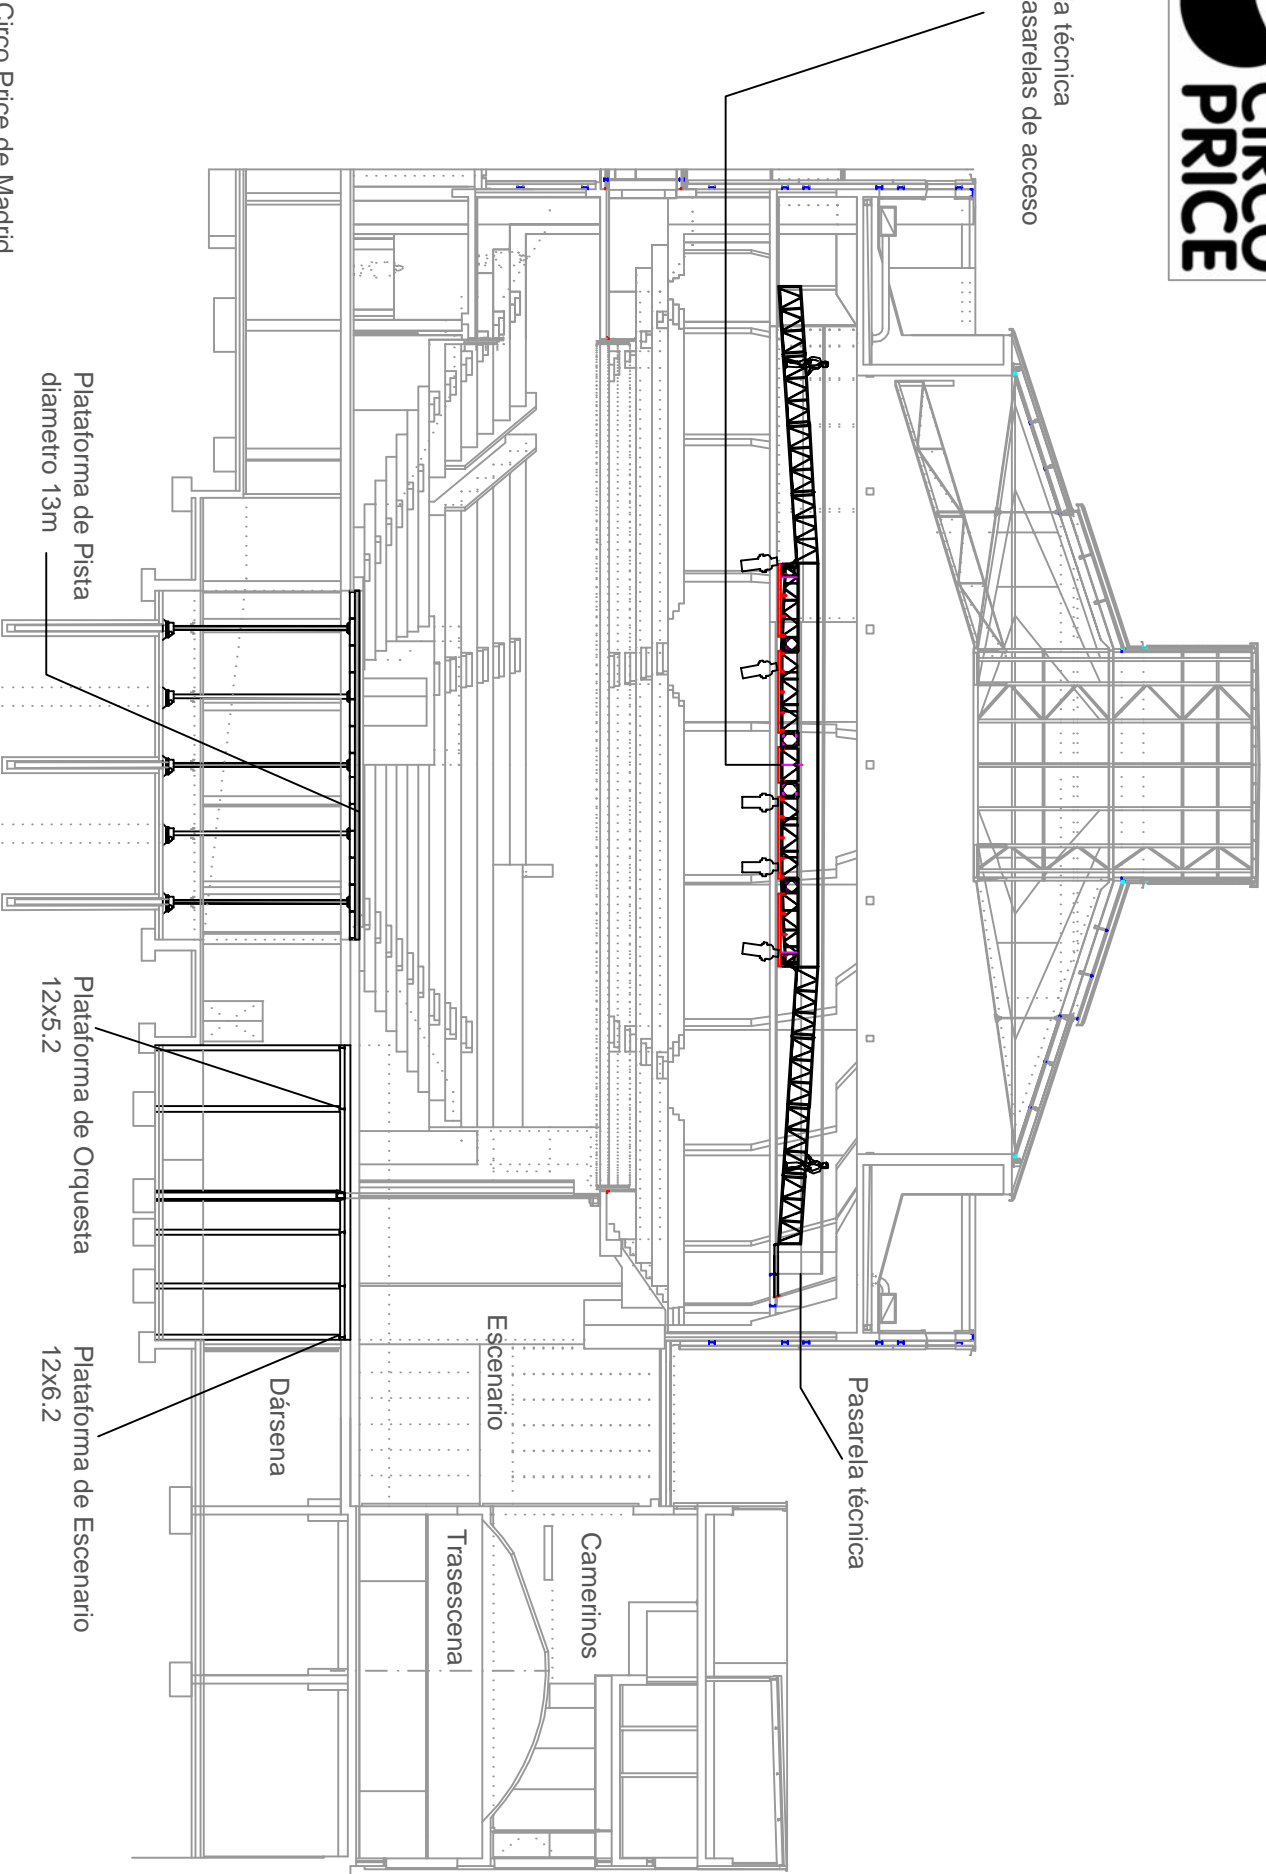 CIRCO
PRICE
a técnica
asarelas de acceso
Pasarela técnica
Camerinos
Escenario
Trasescena
Dársena
Plataforma de Pista
diametro 13m
Plataforma de Orquesta
12x5.2
Plataforma de Escenario
12x6.2
Circo Price de Madrid